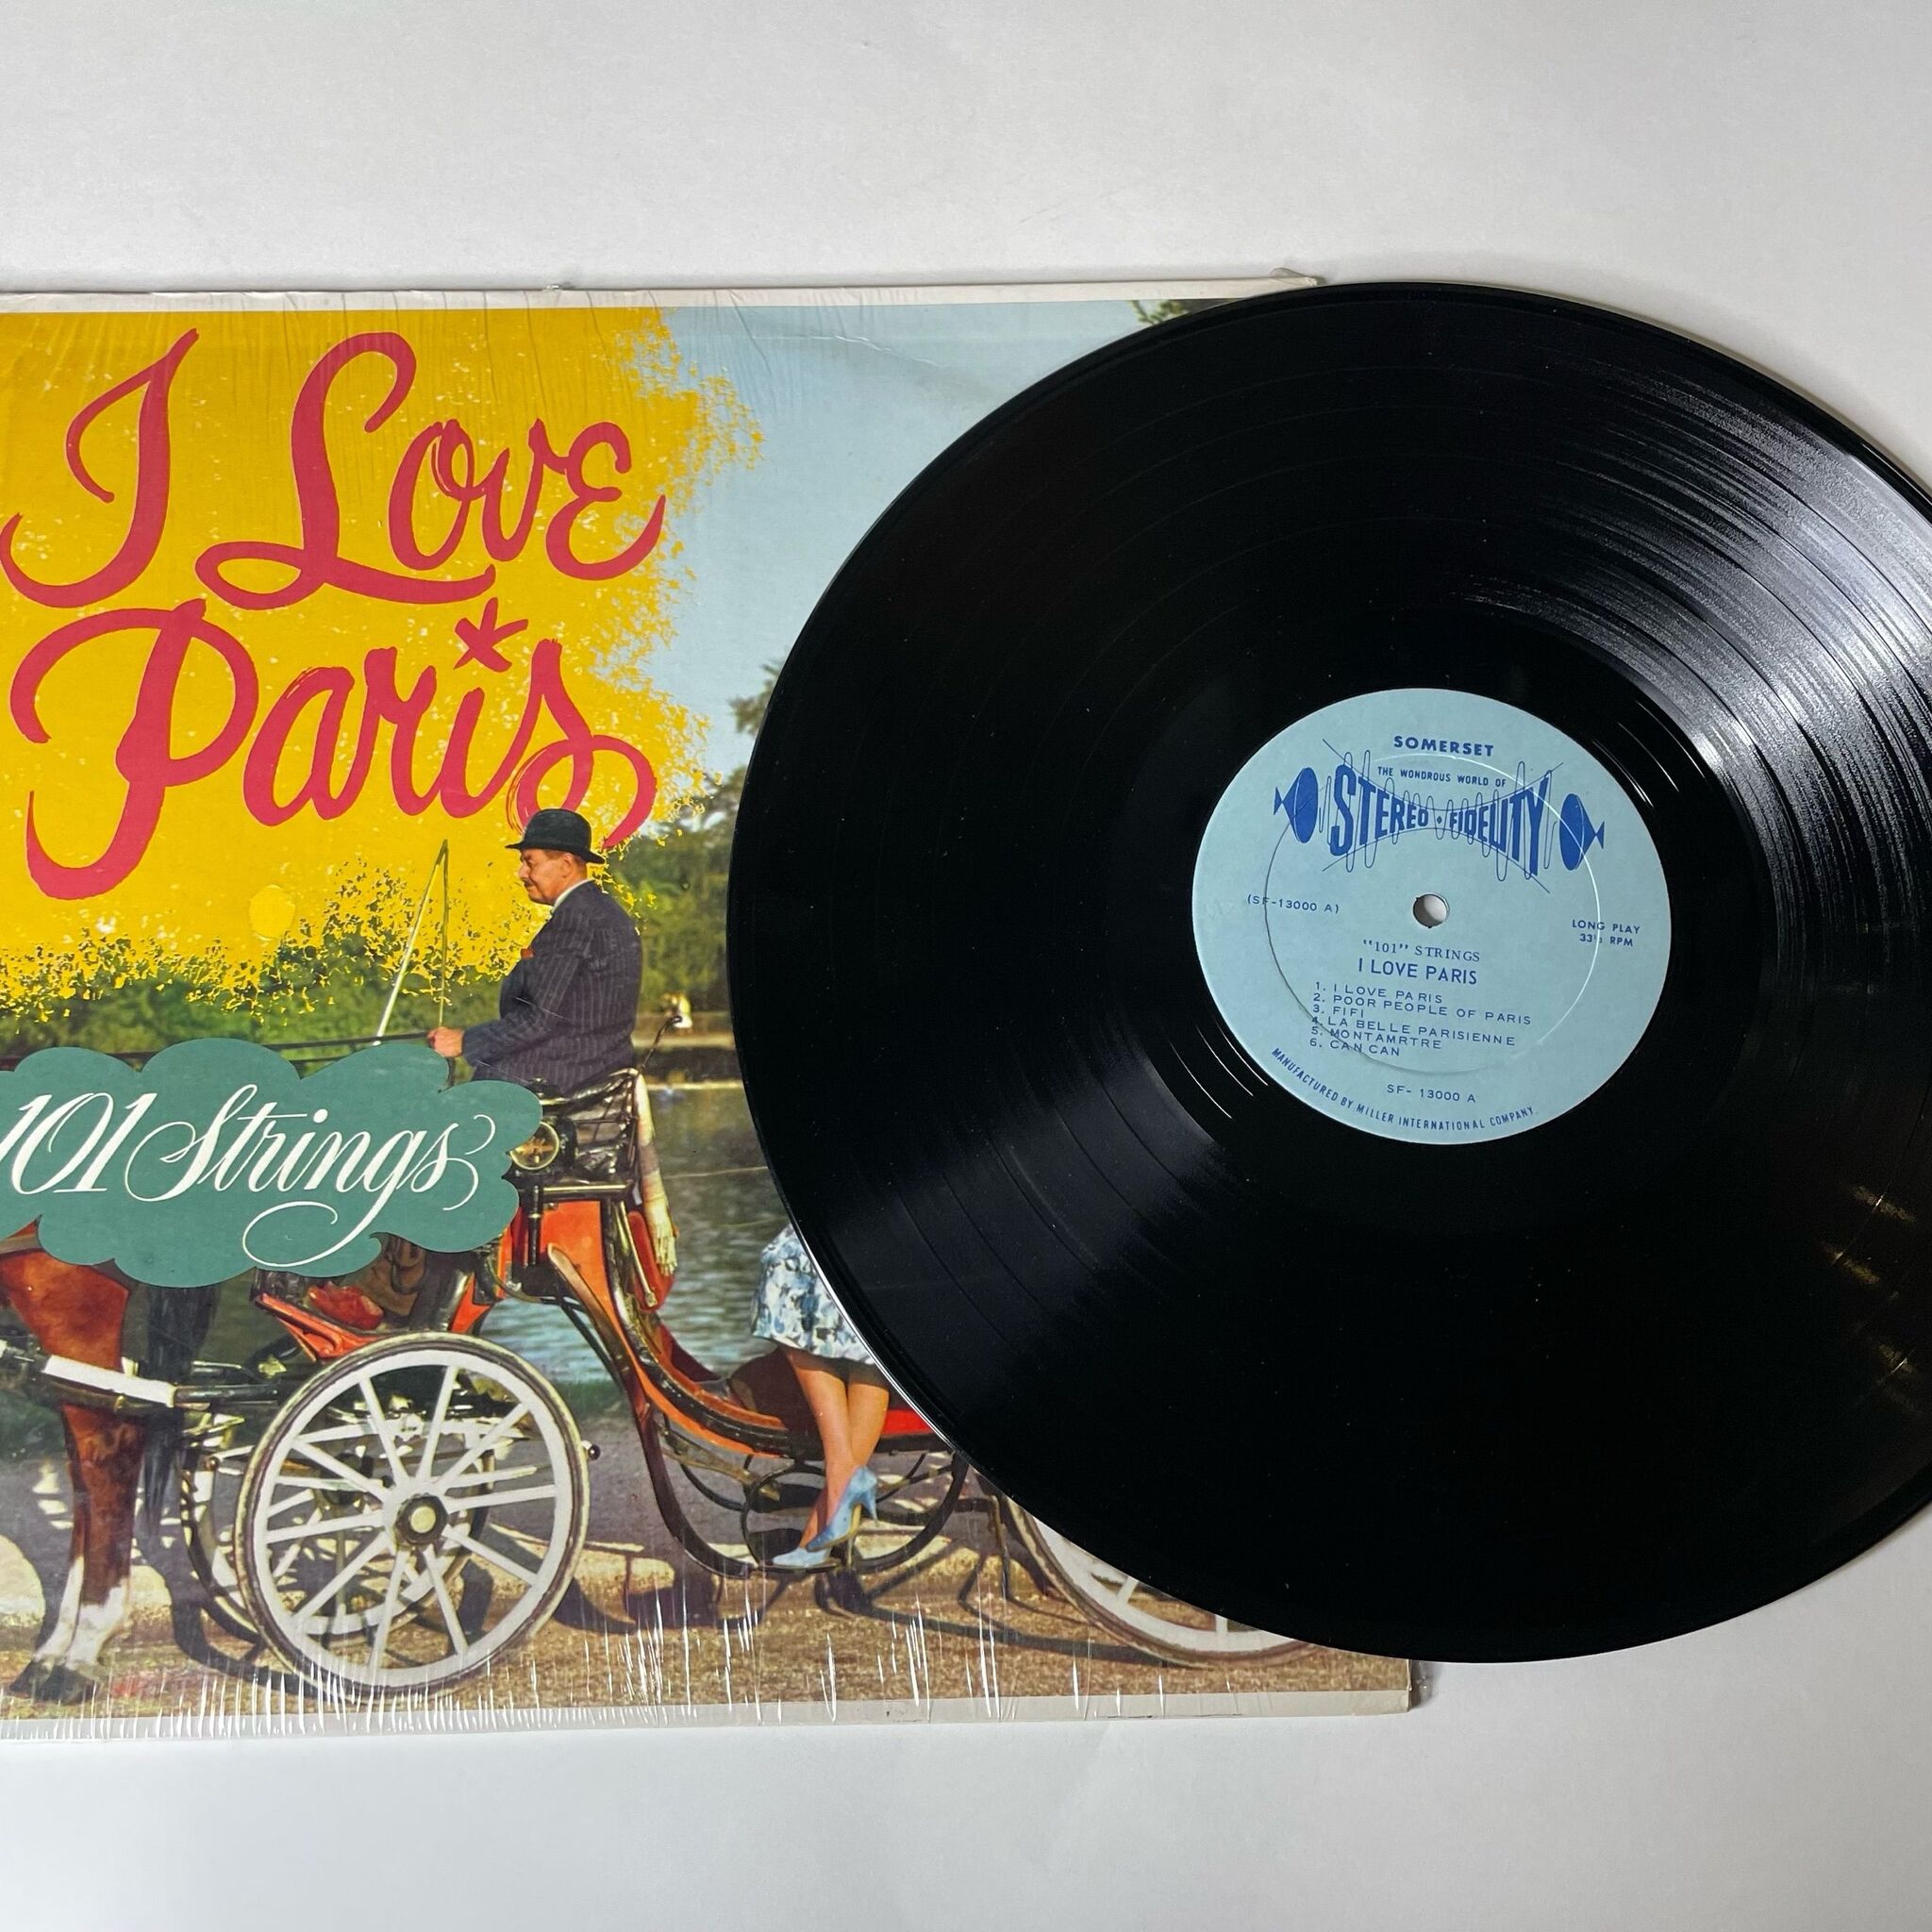 I Love
Paris
101 Strings
SOMERSET
THE WONDROUS WORLD OF
STEREO • FIDELITY
(SF-13000 A)
LONG PLAY
33⅓ RPM
"101" STRINGS
I LOVE PARIS
1. I LOVE PARIS
2. POOR PEOPLE OF PARIS
3. FIFI
4. LA BELLE PARISIENNE
5. MONTAMRTRE
6. CAN CAN
SF- 13000 A
MANUFACTURED BY MILLER INTERNATIONAL COMPANY.